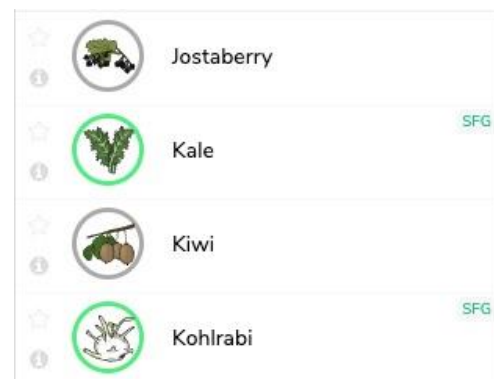 Jostaberry
SFG
Kale
Kiwi
SFG
Kohlrabi